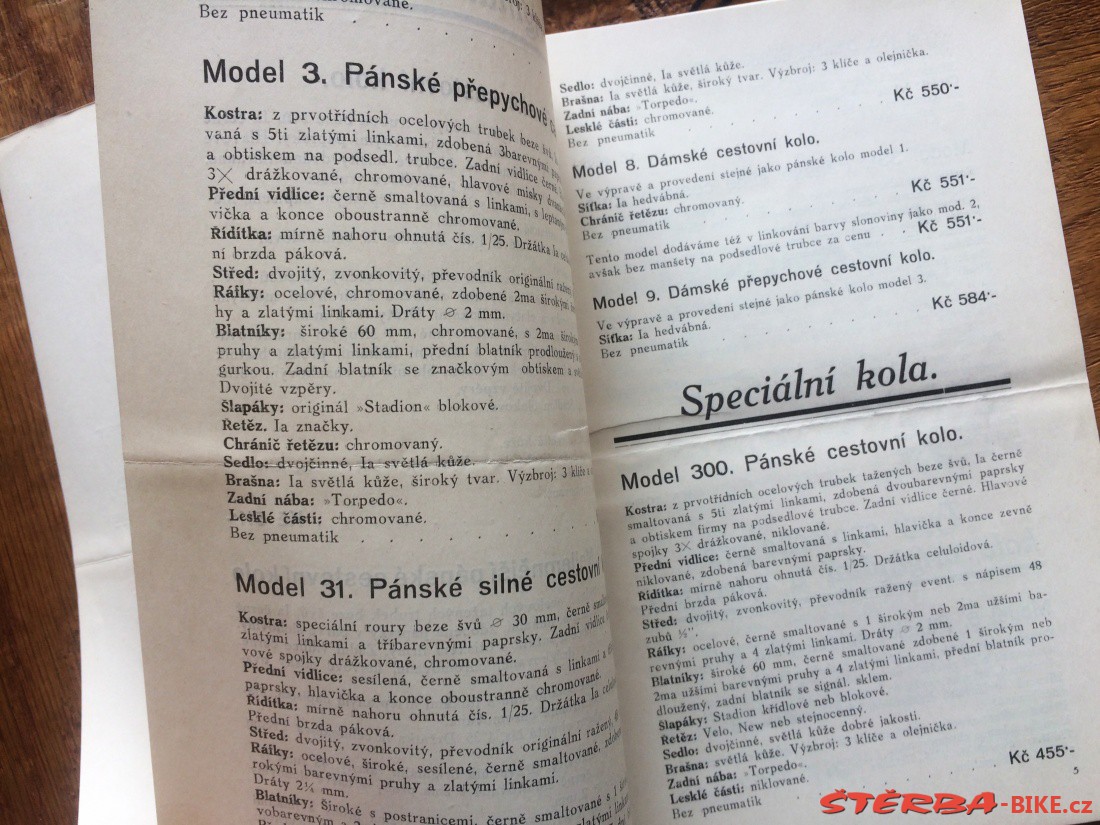 chromované.
Bez pneumatik
Model 3. Pánské přepychové
Kostra: z prvotřídních ocelových trubek beze švů,
vaná s 5ti zlatými linkami, zdobená 3barevnými
a obtiskem na podsedl. trubce. Zadní vidlice černě
3× drážkované, chromované, hlavové misky
Přední vidlice: černě smaltovaná s linkami, s
vička a konce oboustranně chromované.
Řídítka: mírně nahoru ohnutá čís. 1/25. Držátka Ia
ní brzda páková.
Střed: dvojitý, zvonkovitý, převodník originální
Ráfky: ocelové, chromované, zdobené 2ma širokými
hy a zlatými linkami. Dráty ⌀ 2 mm.
Blatníky: široké 60 mm, chromované, s 2ma
pruhy a zlatými linkami, přední blatník prodloužený
gurkou. Zadní blatník se značkovým obtiskem a
Dvojité vzpěry.
Šlapáky: originál »Stadion« blokové.
Řetěz. Ia značky.
Chránič řetězu: chromovaný.
Sedlo: dvojčinné, Ia světlá kůže.
Brašna: Ia světlá kůže, široký tvar. Výzbroj: 3 klíče
Zadní nába: »Torpedo«.
Lesklé části: chromované.
Bez pneumatik . . . . . .
Model 31. Pánské silné cestovní
Kostra: speciální roury beze švů ⌀ 30 mm, černě
zlatými linkami a tříbarevnými paprsky. Zadní
vové spojky drážkované, chromované.
Přední vidlice: sesílená, černě smaltovaná s linkami a
paprsky, hlavička a konce oboustranně chromované.
Řídítka: mírně nahoru ohnutá čís. 1/25. Držátka Ia
Přední brzda páková.
Střed: dvojitý, zvonkovitý, převodník originální ražený,
Ráfky: ocelové, široké, sesílené, černě smaltované,
rokými barevnými pruhy a zlatými linkami.
Dráty 2¼ mm.
Blatníky: Široké s postranicemi, černě smaltované s 1
vobarevným a 2
Sedlo: dvojčinné, Ia světlá kůže.
Brašna: Ia světlá kůže, široký tvar. Výzbroj: 3 klíče a olejnička.
Zadní nába: »Torpedo«.
Lesklé části: chromované.
Bez pneumatik . . . . . . Kč 550·-
Model 8. Dámské cestovní kolo.
Ve výpravě a provedení stejné jako pánské kolo model 1.
Síťka: Ia hedvábná.
Chránič řetězu: chromovaný.
Bez pneumatik . . . . . . Kč 551·-
Tento model dodáváme též v linkování barvy slonoviny jako mod. 2,
avšak bez manšety na podsedlové trubce za cenu . . Kč 551·-
Model 9. Dámské přepychové cestovní kolo.
Ve výpravě a provedení stejné jako pánské kolo model 3.
Síťka: Ia hedvábná.
Bez pneumatik . . . . . . Kč 584·-
Speciální kola.
Model 300. Pánské cestovní kolo.
Kostra: z prvotřídních ocelových trubek tažených beze švů, Ia černě
smaltovaná s 5ti zlatými linkami, zdobená dvoubarevnými paprsky
a obtiskem firmy na podsedlové trubce. Zadní vidlice černé. Hlavové
spojky 3× drážkované, niklované.
Přední vidlice: černě smaltovaná s linkami, hlavička a konce zevně
niklované, zdobená barevnými paprsky.
Řídítka: mírně nahoru ohnutá čís. 1/25. Držátka celuloidová.
Přední brzda páková.
Střed: dvojitý, zvonkovitý, převodník ražený event. s nápisem 48
zubů ½".
Ráfky: ocelové, černě smaltované s 1 širokým neb 2ma užšími ba-
revnými pruhy a 4 zlatými linkami. Dráty ⌀ 2 mm.
Blatníky: široké 60 mm, černě smaltované zdobené 1 širokým neb
2ma užšími barevnými pruhy a 4 zlatými linkami, přední blatník pro-
dloužený, zadní blatník se signál. sklem.
Šlapáky: Stadion křídlové neb blokové.
Řetěz: Velo, New neb stejnocenný.
Sedlo: dvojčinné, světlá kůže dobré jakosti.
Brašna: světlá kůže. Výzbroj: 3 klíče a olejnička.
Zadní nába: »Torpedo«.
Lesklé části: niklované.
Bez pneumatik . . . . . . Kč 455·-
5
ŠTĚRBA-BIKE.cz